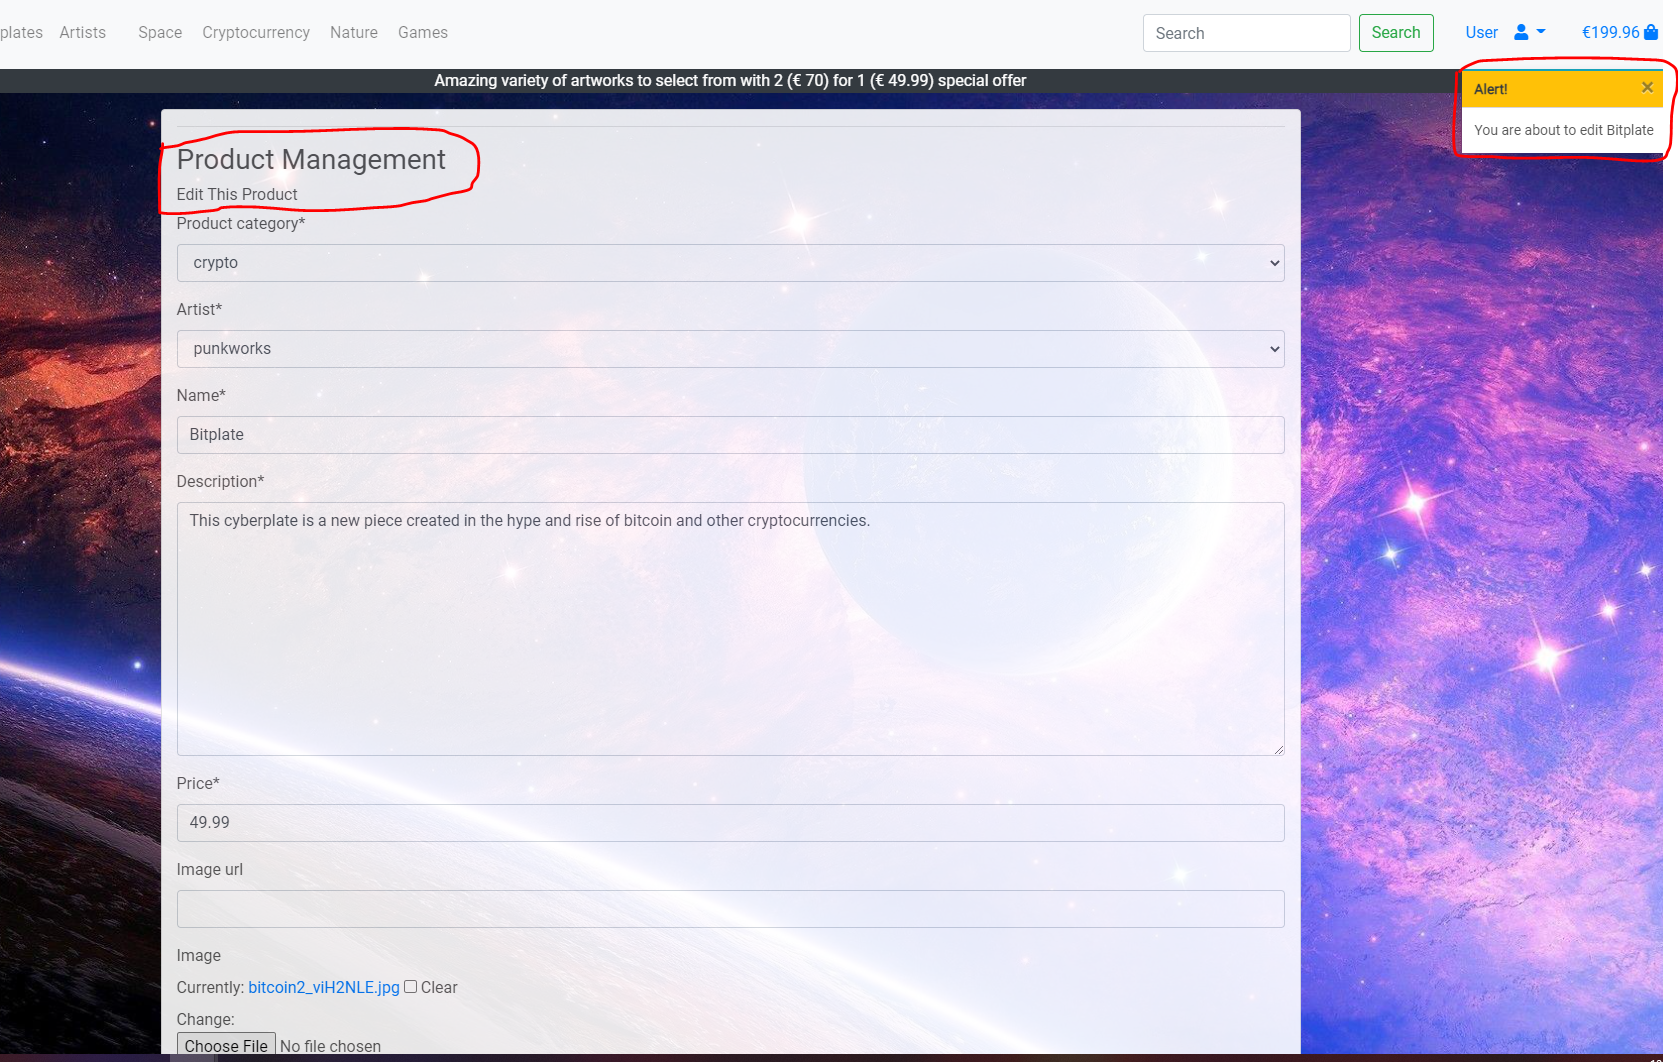 plates Artists Space Cryptocurrency Nature Games Search Search User €199.96
Amazing variety of artworks to select from with 2 (€ 70) for 1 (€ 49.99) special offer
Alert! ×
You are about to edit Bitplate
Product Management
Edit This Product
Product category*
crypto
Artist*
punkworks
Name*
Bitplate
Description*
This cyberplate is a new piece created in the hype and rise of bitcoin and other cryptocurrencies.
Price*
49.99
Image url
Image
Currently: bitcoin2_viH2NLE.jpg Clear
Change:
Choose File No file chosen